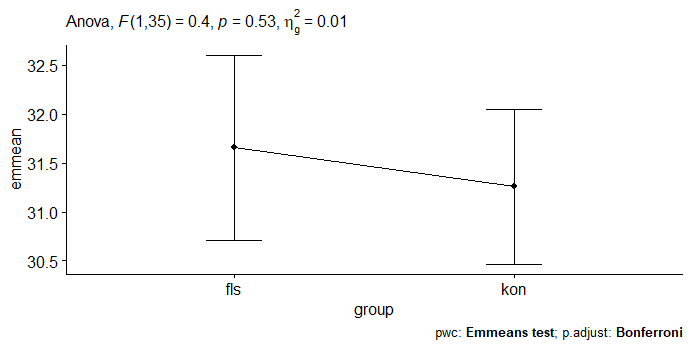 Anova, F(1,35) = 0.4, p = 0.53, η²g = 0.01
emmean
32.5
32.0
31.5
31.0
30.5
fls kon
group
pwc: Emmeans test; p.adjust: Bonferroni